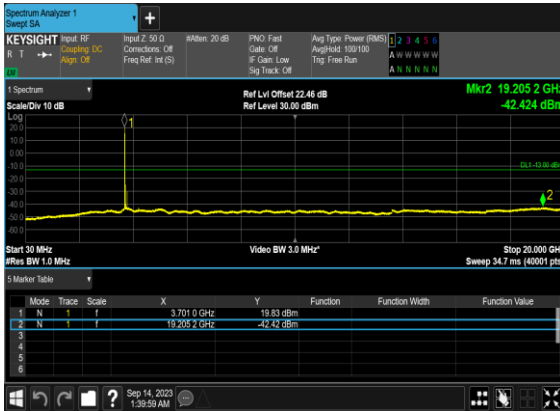 Spectrum Analyzer 1
Swept SA
+
KEYSIGHT Input: RF Input Z: 50 Ω #Atten: 20 dB PNO: Fast Avg Type: Power (RMS) 1 2 3 4 5 6
R T Coupling: DC Corrections: Off Gate: Off Avg|Hold: 100/100 A W W W W W
Align: Off Freq Ref: Int (S) IF Gain: Low Trig: Free Run A N N N N N
Sig Track: Off
LXI
1 Spectrum Ref Lvl Offset 22.46 dB Mkr2 19.205 2 GHz
Scale/Div 10 dB Ref Level 30.00 dBm -42.424 dBm
Log
1
20.0
10.0
0.00
-10.0
DL1 -13.00 dBm
-20.0
-30.0
-40.0
2
-50.0
-60.0
Start 30 MHz Video BW 3.0 MHz* Stop 20.000 GHz
#Res BW 1.0 MHz Sweep 34.7 ms (40001 pts)
5 Marker Table
Mode Trace Scale X Y Function Function Width Function Value
1 N 1 f 3.701 0 GHz 19.83 dBm
2 N 1 f 19.205 2 GHz -42.42 dBm
3
4
5
6
? Sep 14, 2023
1:39:59 AM